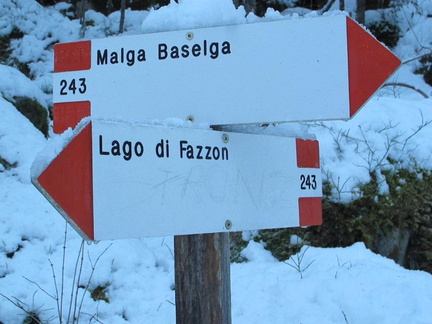 Malga Baselga
243
Lago di Fazzon
243